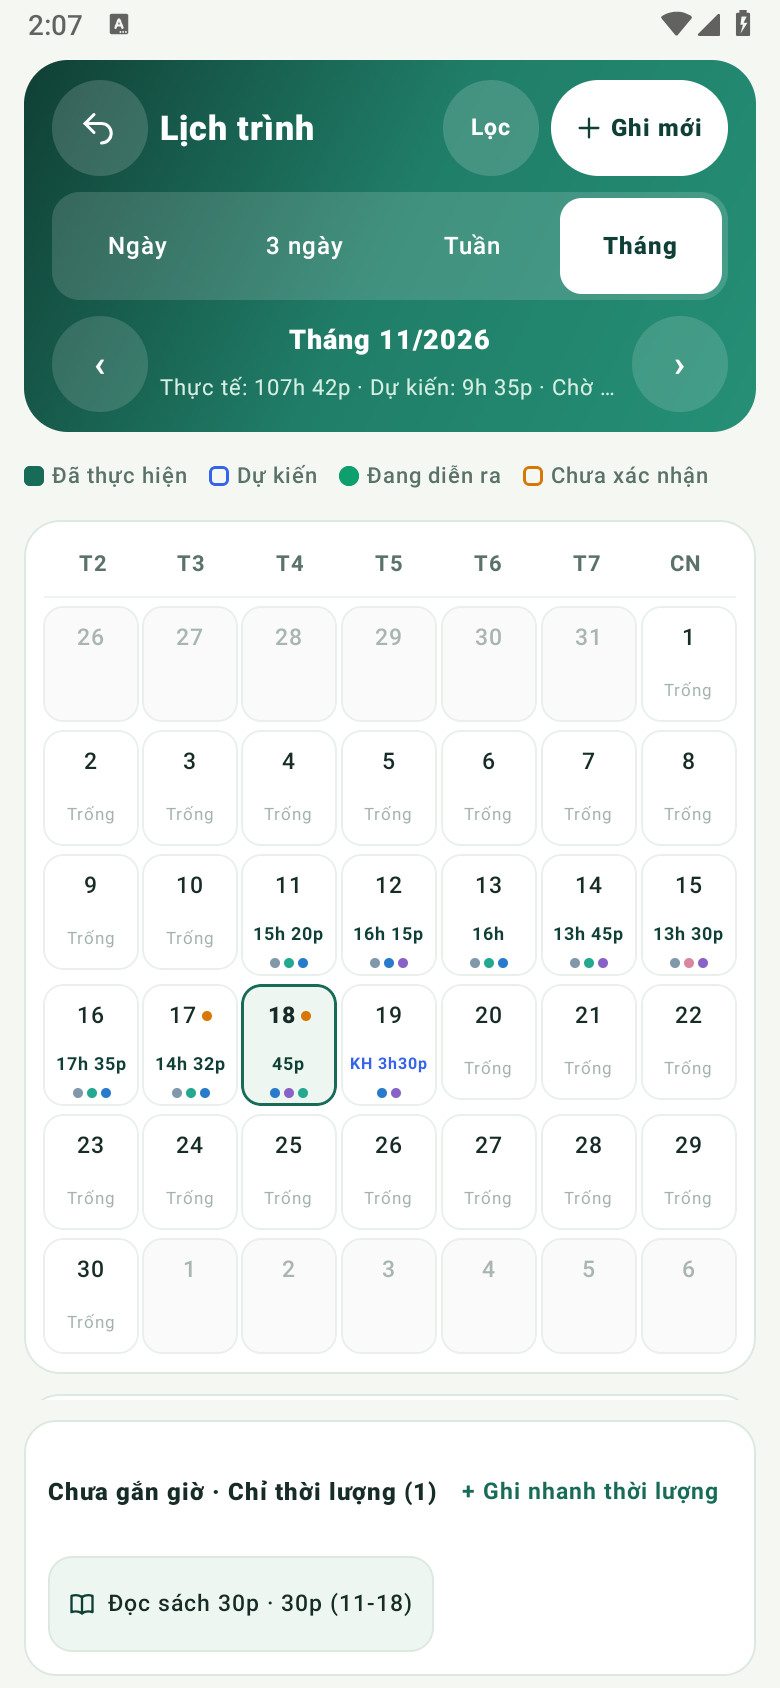 2:07
A
Lịch trình
Lọc
+ Ghi mới
Ngày 3 ngày Tuần Tháng
‹
Tháng 11/2026
›
Thực tế: 107h 42p · Dự kiến: 9h 35p · Chờ ...
Đã thực hiện Dự kiến Đang diễn ra Chưa xác nhận
T2 T3 T4 T5 T6 T7 CN
26 27 28 29 30 31 1
Trống
2 3 4 5 6 7 8
Trống Trống Trống Trống Trống Trống Trống
9 10 11 12 13 14 15
Trống Trống 15h 20p 16h 15p 16h 13h 45p 13h 30p
16 17 18 19 20 21 22
17h 35p 14h 32p 45p KH 3h30p Trống Trống Trống
23 24 25 26 27 28 29
Trống Trống Trống Trống Trống Trống Trống
30 1 2 3 4 5 6
Trống
Chưa gắn giờ · Chỉ thời lượng (1) + Ghi nhanh thời lượng
Đọc sách 30p · 30p (11-18)